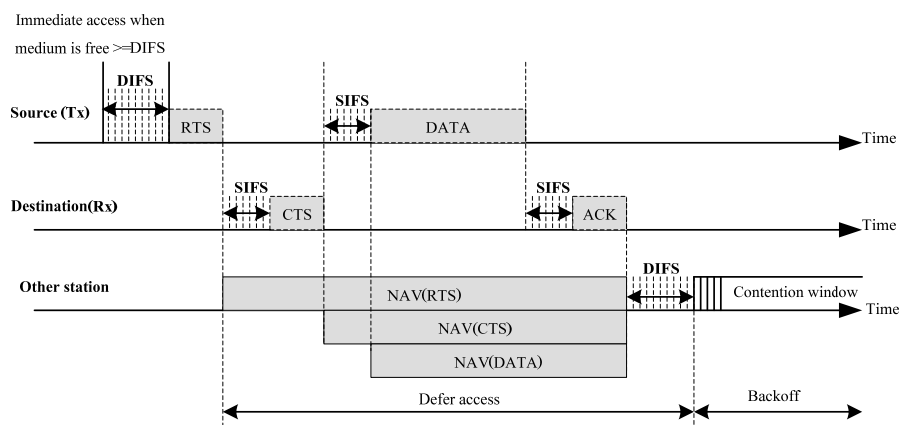 Immediate access when
medium is free >=DIFS
DIFS
Source (Tx)
RTS
SIFS
DATA
Time
Destination(Rx)
SIFS
CTS
SIFS
ACK
Other station
NAV(RTS)
DIFS
Contention window
Time
NAV(CTS)
NAV(DATA)
Defer access
Backoff